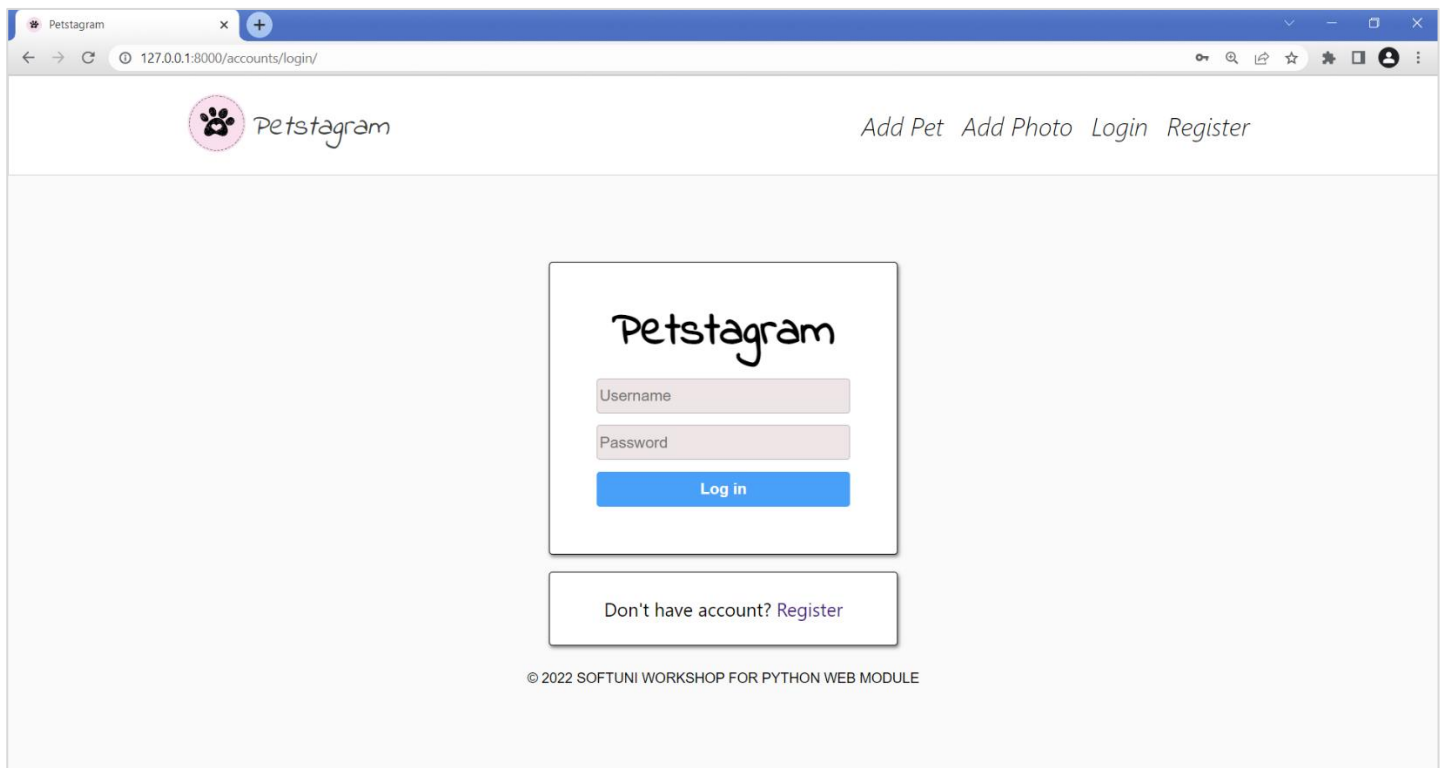 Petstagram
127.0.0.1:8000/accounts/login/
Petstagram Add Pet Add Photo Login Register
Petstagram
Username
Password
Log in
Don't have account? Register
© 2022 SOFTUNI WORKSHOP FOR PYTHON WEB MODULE